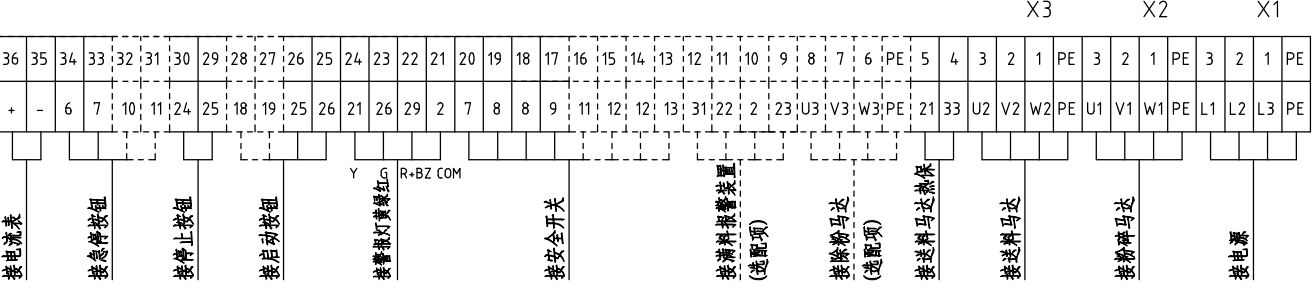 X3 X2 X1
36 35 34 33 32 31 30 29 28 27 26 25 24 23 22 21 20 19 18 17 16 15 14 13 12 11 10 9 8 7 6 PE 5 4 3 2 1 PE 3 2 1 PE 3 2 1 PE
+ - 6 7 10 11 24 25 18 19 25 26 21 26 29 2 7 8 8 9 11 12 12 13 31 22 2 23 U3 V3 W3 PE 21 33 U2 V2 W2 PE U1 V1 W1 PE L1 L2 L3 PE
Y G R+BZ COM
接电流表
接急停按钮
接停止按钮
接启动按钮
接警报灯黄绿红
接安全开关
接满料报警装置
(选配项)
接除粉马达
(选配项)
接送料马达热保
接送料马达
接粉碎马达
接电源